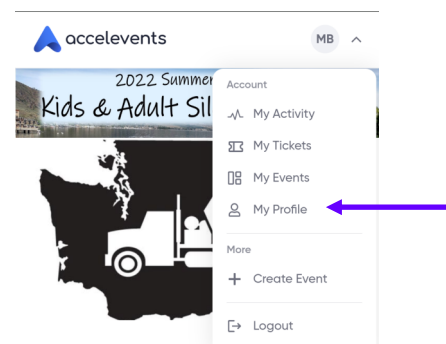 accelevents
MB
2022 Summer
Kids & Adult Sil
Account
My Activity
My Tickets
My Events
My Profile
More
Create Event
Logout